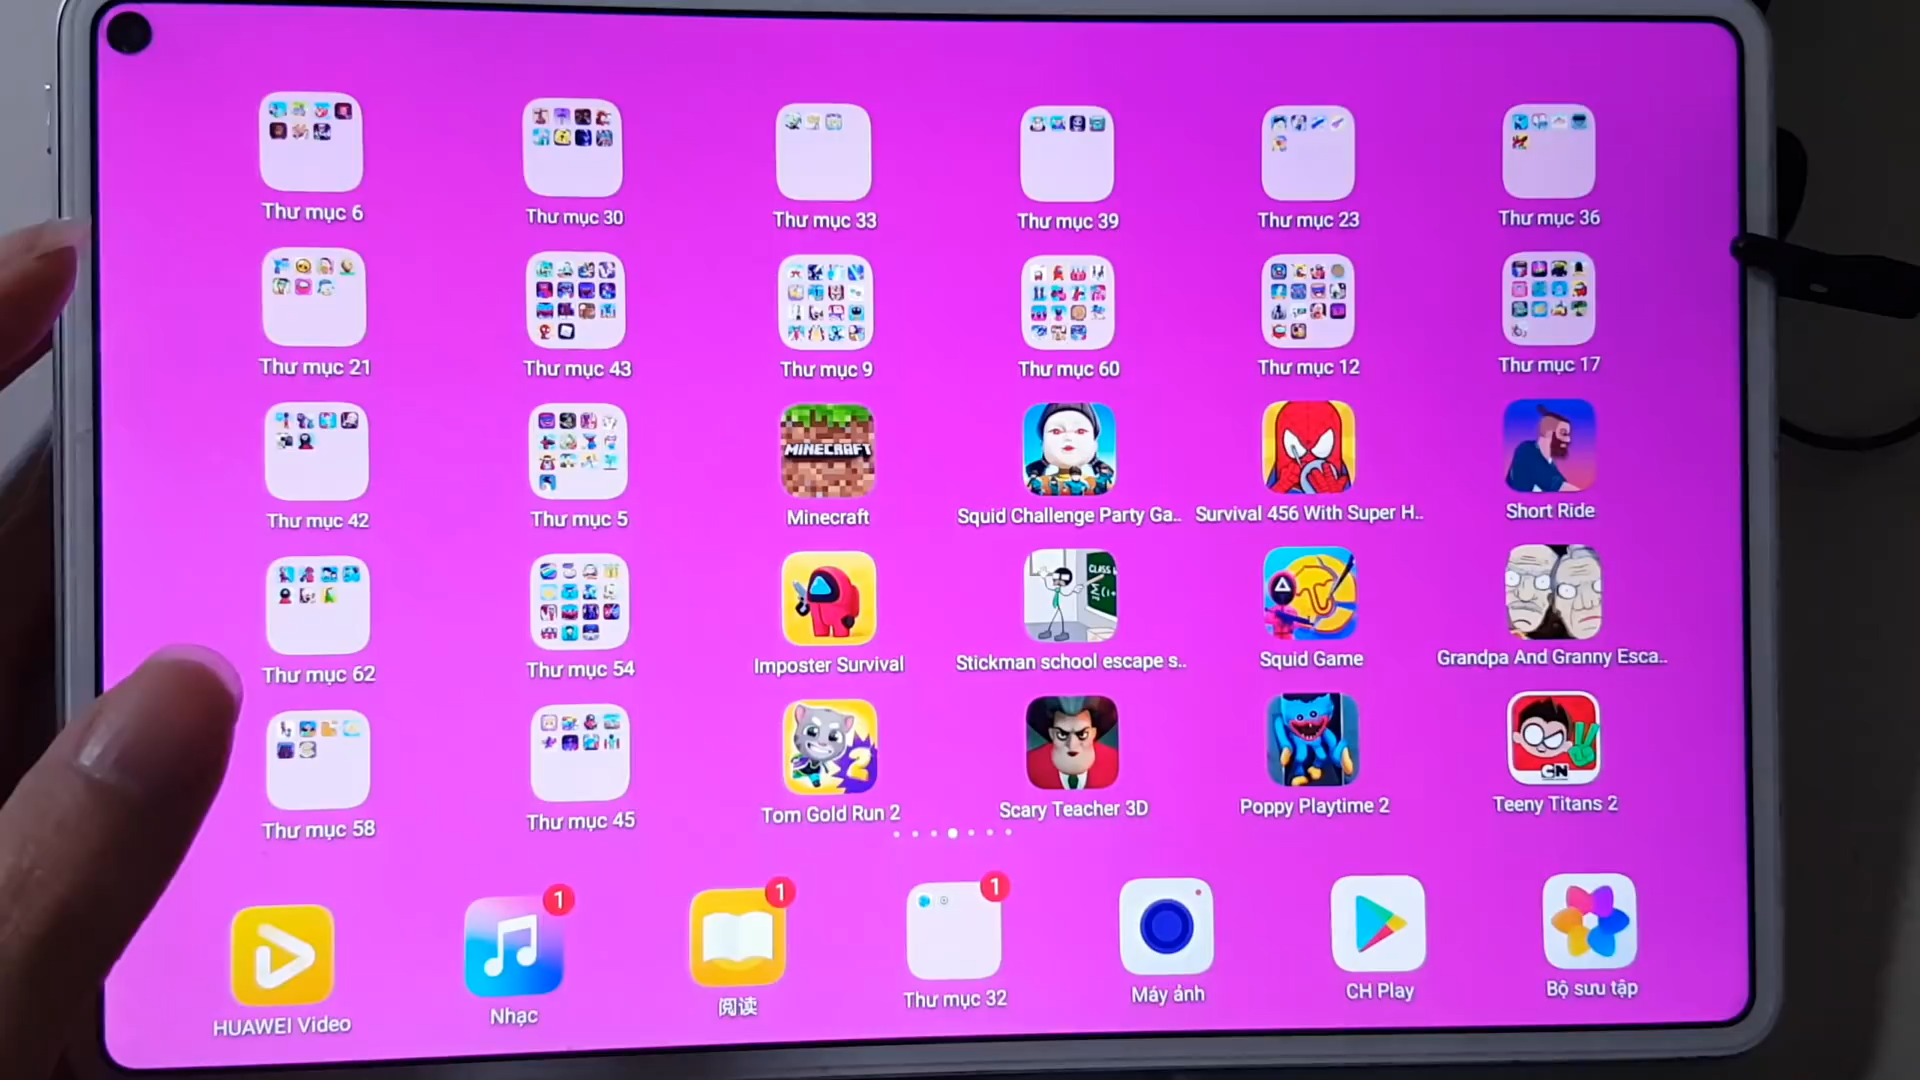 Thư mục 6
Thư mục 30
Thư mục 33
Thư mục 39
Thư mục 23
Thư mục 36
Thư mục 21
Thư mục 43
Thư mục 9
Thư mục 60
Thư mục 12
Thư mục 17
MINECRAFT
Thư mục 42
Thư mục 5
Minecraft
Squid Challenge Party Ga..
Survival 456 With Super H..
Short Ride
CLASS
Σ(1+
Thư mục 62
Thư mục 54
Imposter Survival
Stickman school escape s..
Squid Game
Grandpa And Granny Esca..
2
CN
Thư mục 58
Thư mục 45
Tom Gold Run 2
Scary Teacher 3D
Poppy Playtime 2
Teeny Titans 2
1
1
1
HUAWEI Video
Nhạc
阅读
Thư mục 32
Máy ảnh
CH Play
Bộ sưu tập